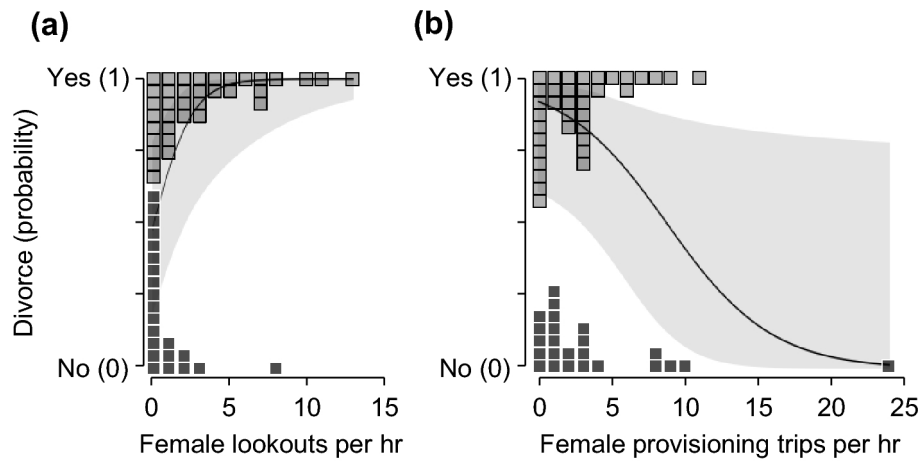 (a)
(b)
Divorce (probability)
Yes (1)
No (0)
0 5 10 15
Female lookouts per hr
Yes (1)
No (0)
0 5 10 15 20 25
Female provisioning trips per hr